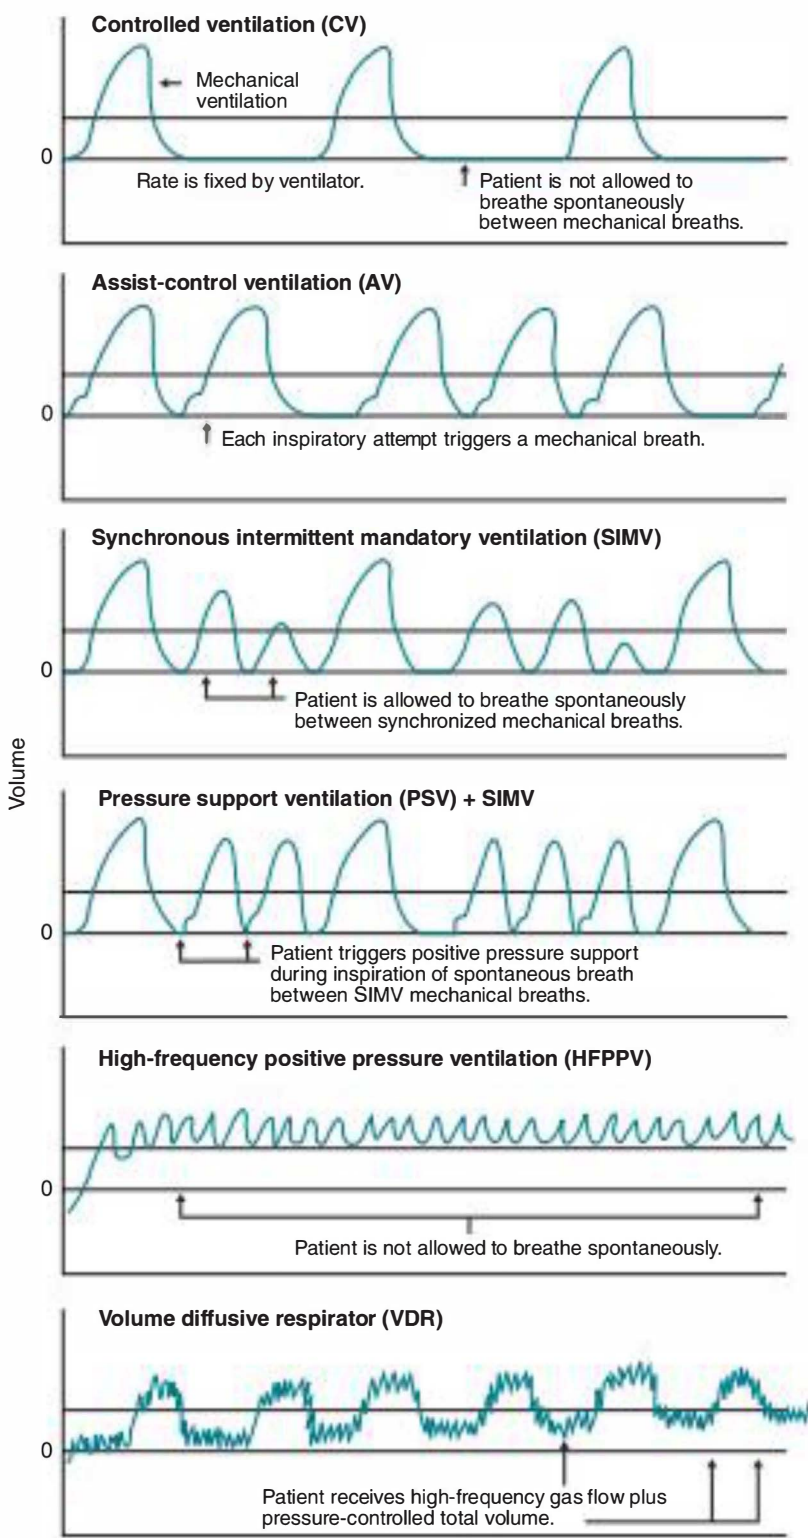 Controlled ventilation (CV)
Mechanical
ventilation
0
Rate is fixed by ventilator.
Patient is not allowed to
breathe spontaneously
between mechanical breaths.
Assist-control ventilation (AV)
0
Each inspiratory attempt triggers a mechanical breath.
Synchronous intermittent mandatory ventilation (SIMV)
0
Patient is allowed to breathe spontaneously
between synchronized mechanical breaths.
Volume
Pressure support ventilation (PSV) + SIMV
0
Patient triggers positive pressure support
during inspiration of spontaneous breath
between SIMV mechanical breaths.
High-frequency positive pressure ventilation (HFPPV)
0
Patient is not allowed to breathe spontaneously.
Volume diffusive respirator (VDR)
0
Patient receives high-frequency gas flow plus
pressure-controlled total volume.